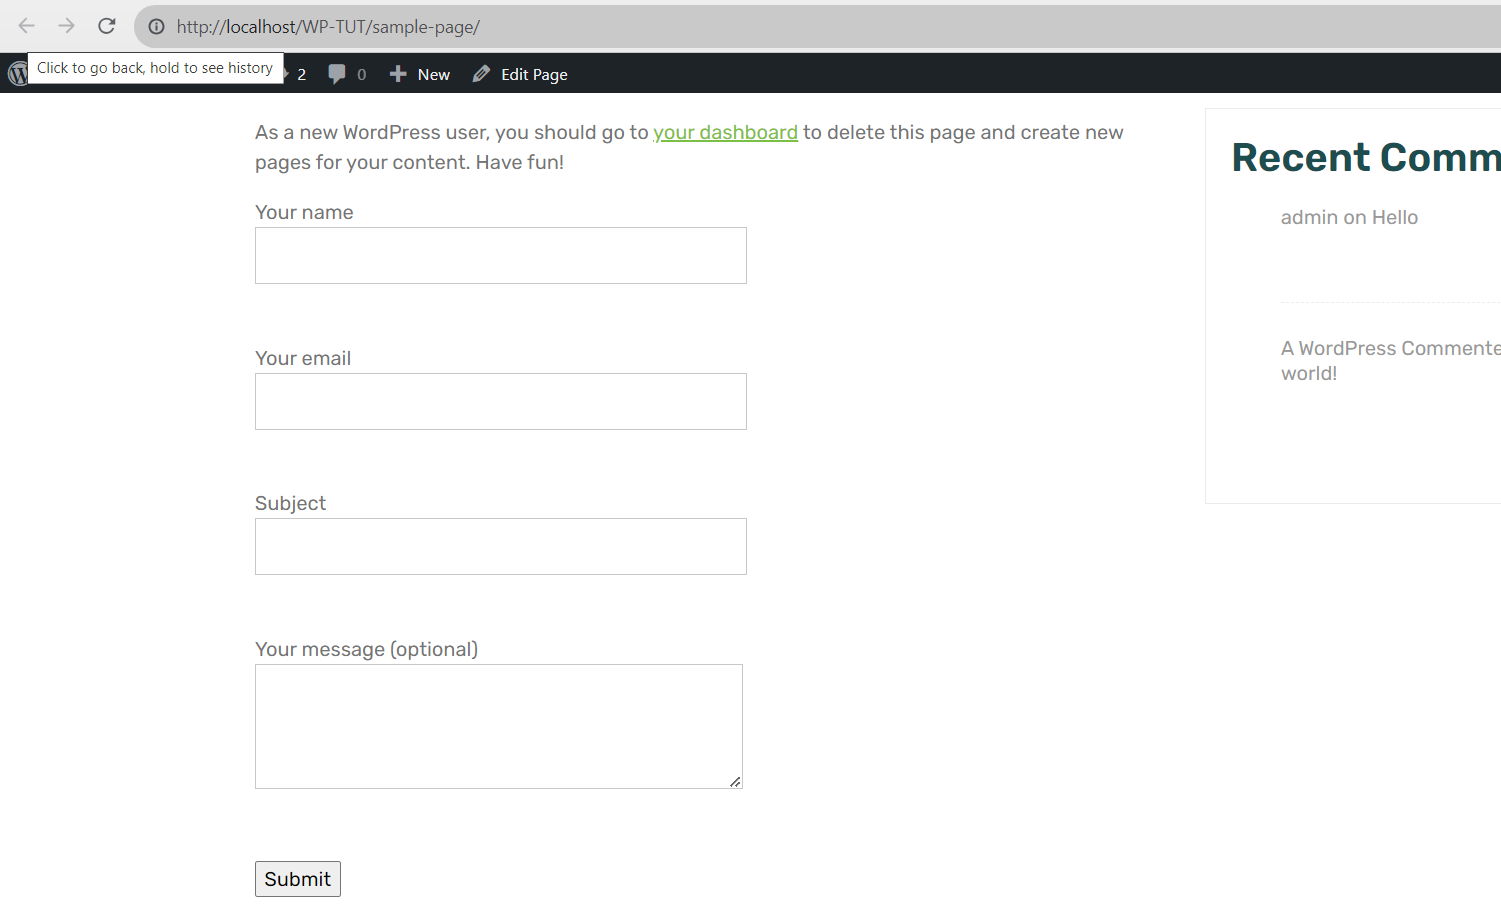 http://localhost/WP-TUT/sample-page/
Click to go back, hold to see history
2
0
New
Edit Page
As a new WordPress user, you should go to your dashboard to delete this page and create new
pages for your content. Have fun!
Your name
Your email
Subject
Your message (optional)
Submit
Recent Comm
admin on Hello
A WordPress Commente
world!